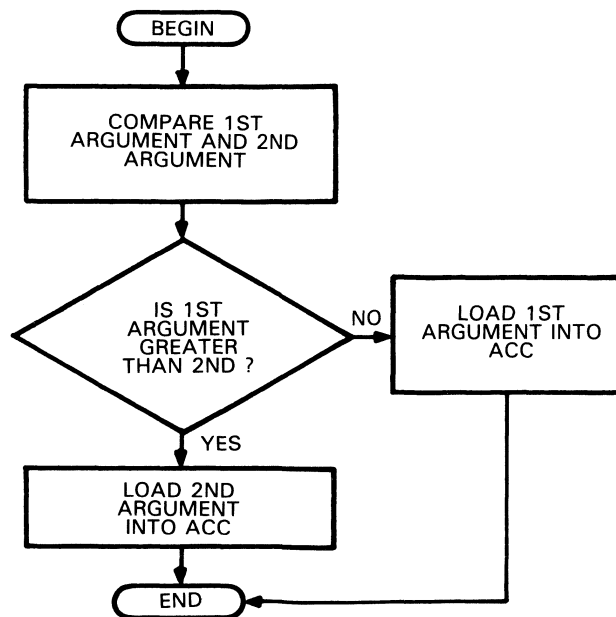 BEGIN
COMPARE 1ST
ARGUMENT AND 2ND
ARGUMENT
IS 1ST
ARGUMENT
GREATER
THAN 2ND ?
NO
LOAD 1ST
ARGUMENT INTO
ACC
YES
LOAD 2ND
ARGUMENT
INTO ACC
END